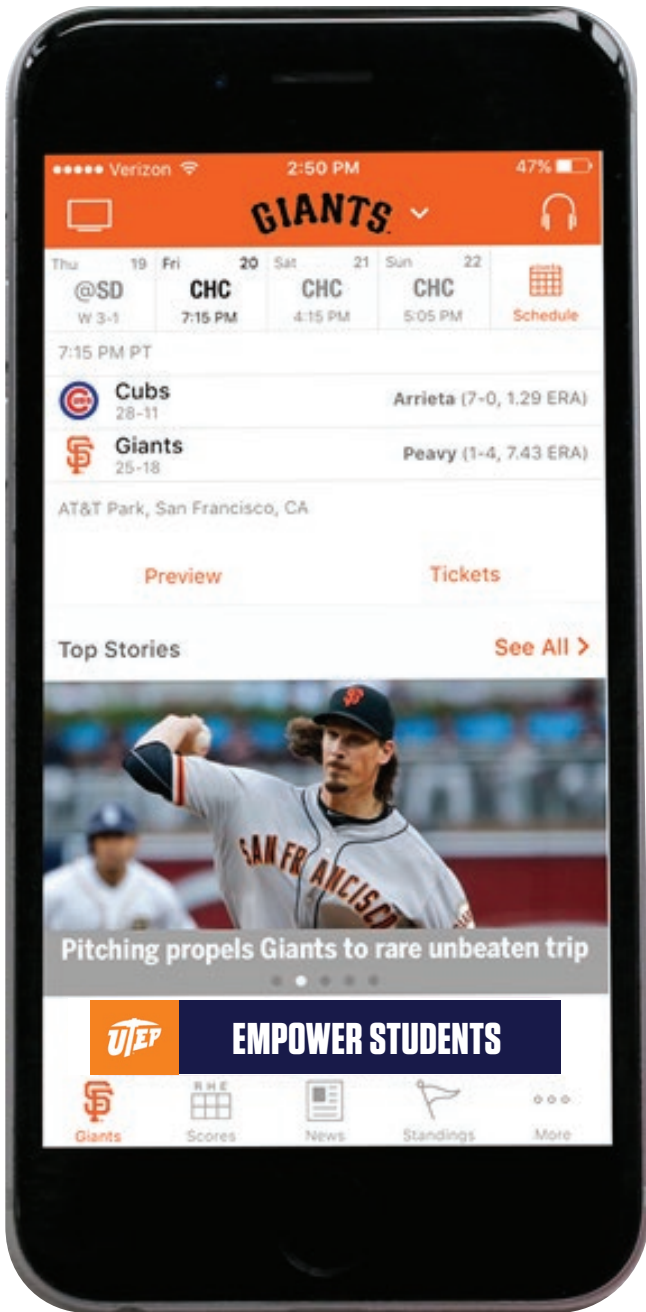 Verizon 2:50 PM 47%
GIANTS
Thu 19 Fri 20 Sat 21 Sun 22
@SD CHC CHC CHC
W 3-1 7:15 PM 4:15 PM 5:05 PM Schedule
7:15 PM PT
Cubs
28-11
Arrieta (7-0, 1.29 ERA)
Giants
25-18
Peavy (1-4, 7.43 ERA)
AT&T Park, San Francisco, CA
Preview Tickets
Top Stories See All >
SF
SAN FRANCISCO
Pitching propels Giants to rare unbeaten trip
UTEP EMPOWER STUDENTS
SF R H E
Giants Scores News Standings More